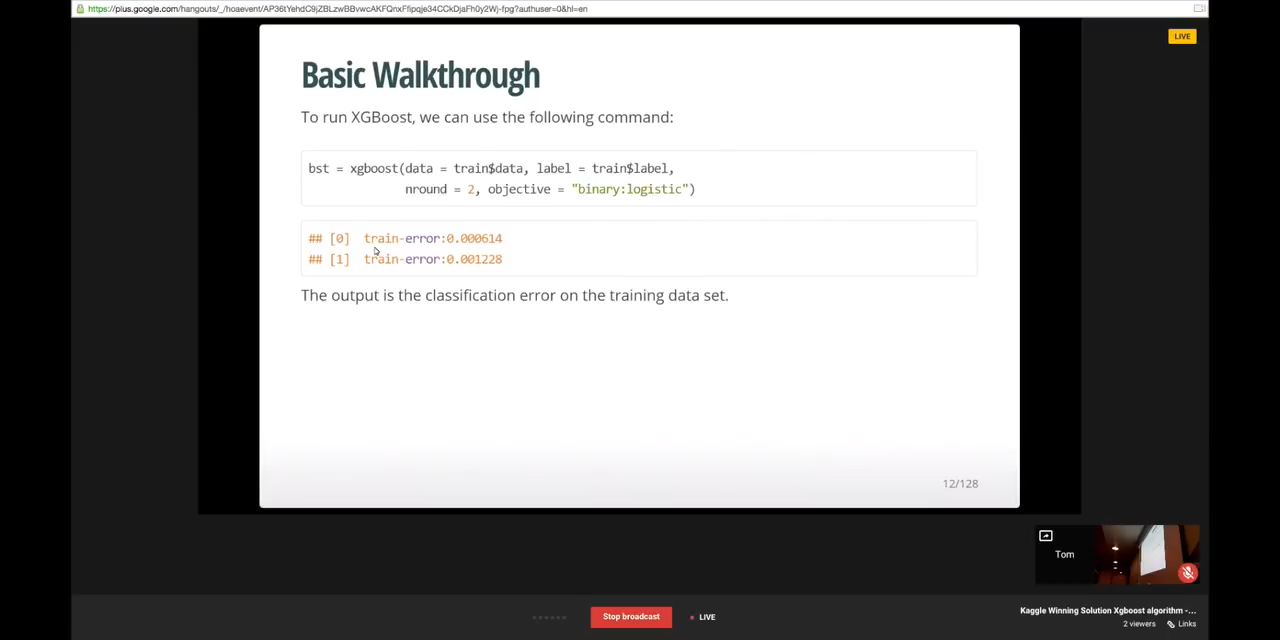 LIVE
Basic Walkthrough
To run XGBoost, we can use the following command:
bst = xgboost(data = train$data, label = train$label,
nround = 2, objective = "binary:logistic")
## [0] train-error:0.000614
## [1] train-error:0.001228
The output is the classification error on the training data set.
12/128
Tom
Stop broadcast
LIVE
Kaggle Winning Solution Xgboost algorithm -...
2 viewers
Links